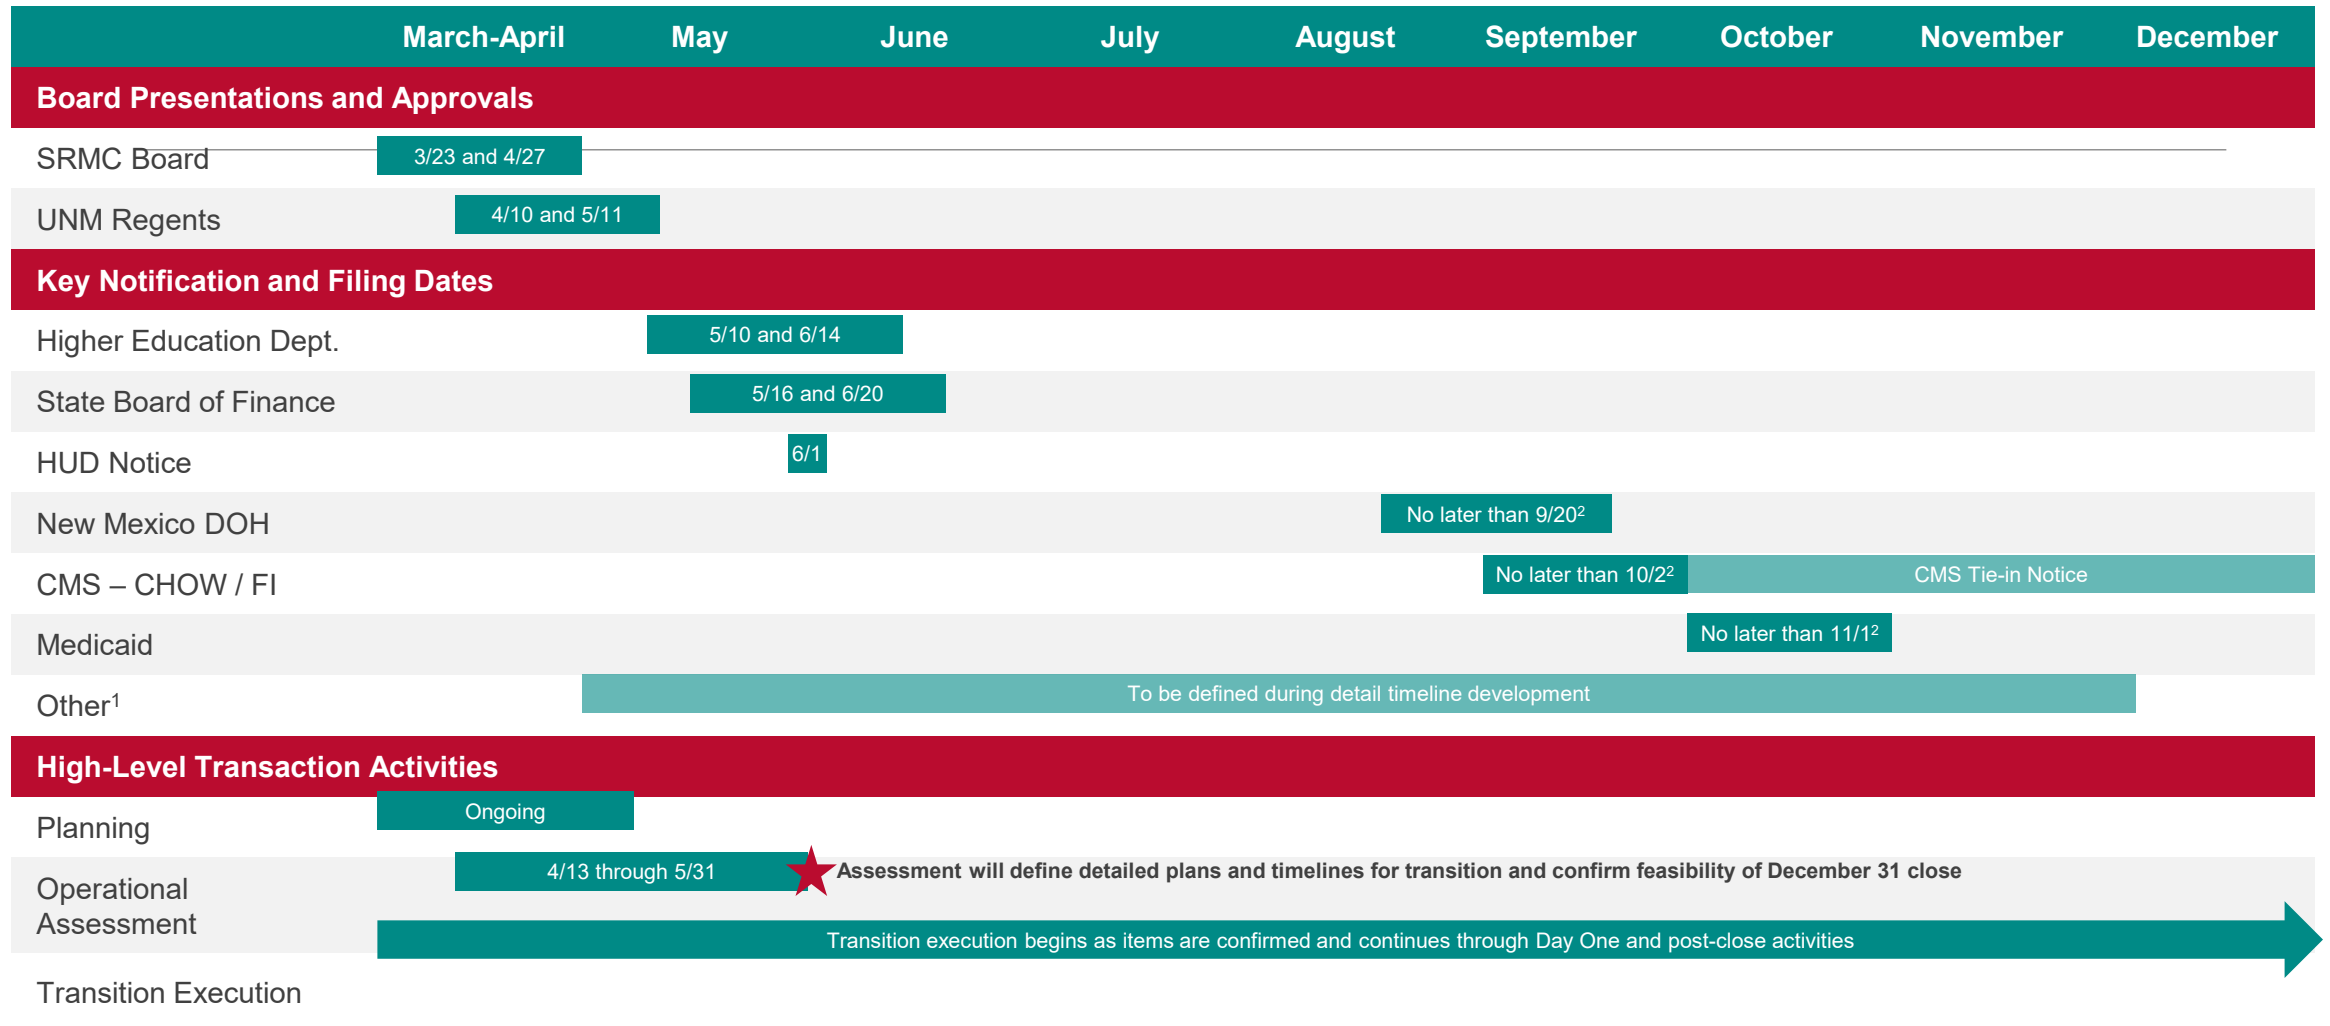 March-April May June July August September October November December
Board Presentations and Approvals
SRMC Board 3/23 and 4/27
UNM Regents 4/10 and 5/11
Key Notification and Filing Dates
Higher Education Dept. 5/10 and 6/14
State Board of Finance 5/16 and 6/20
HUD Notice 6/1
New Mexico DOH No later than 9/20²
CMS – CHOW / FI No later than 10/2² CMS Tie-in Notice
Medicaid No later than 11/1²
Other¹ To be defined during detail timeline development
High-Level Transaction Activities
Planning Ongoing
Operational 4/13 through 5/31 Assessment will define detailed plans and timelines for transition and confirm feasibility of December 31 close
Assessment
Transition execution begins as items are confirmed and continues through Day One and post-close activities
Transition Execution